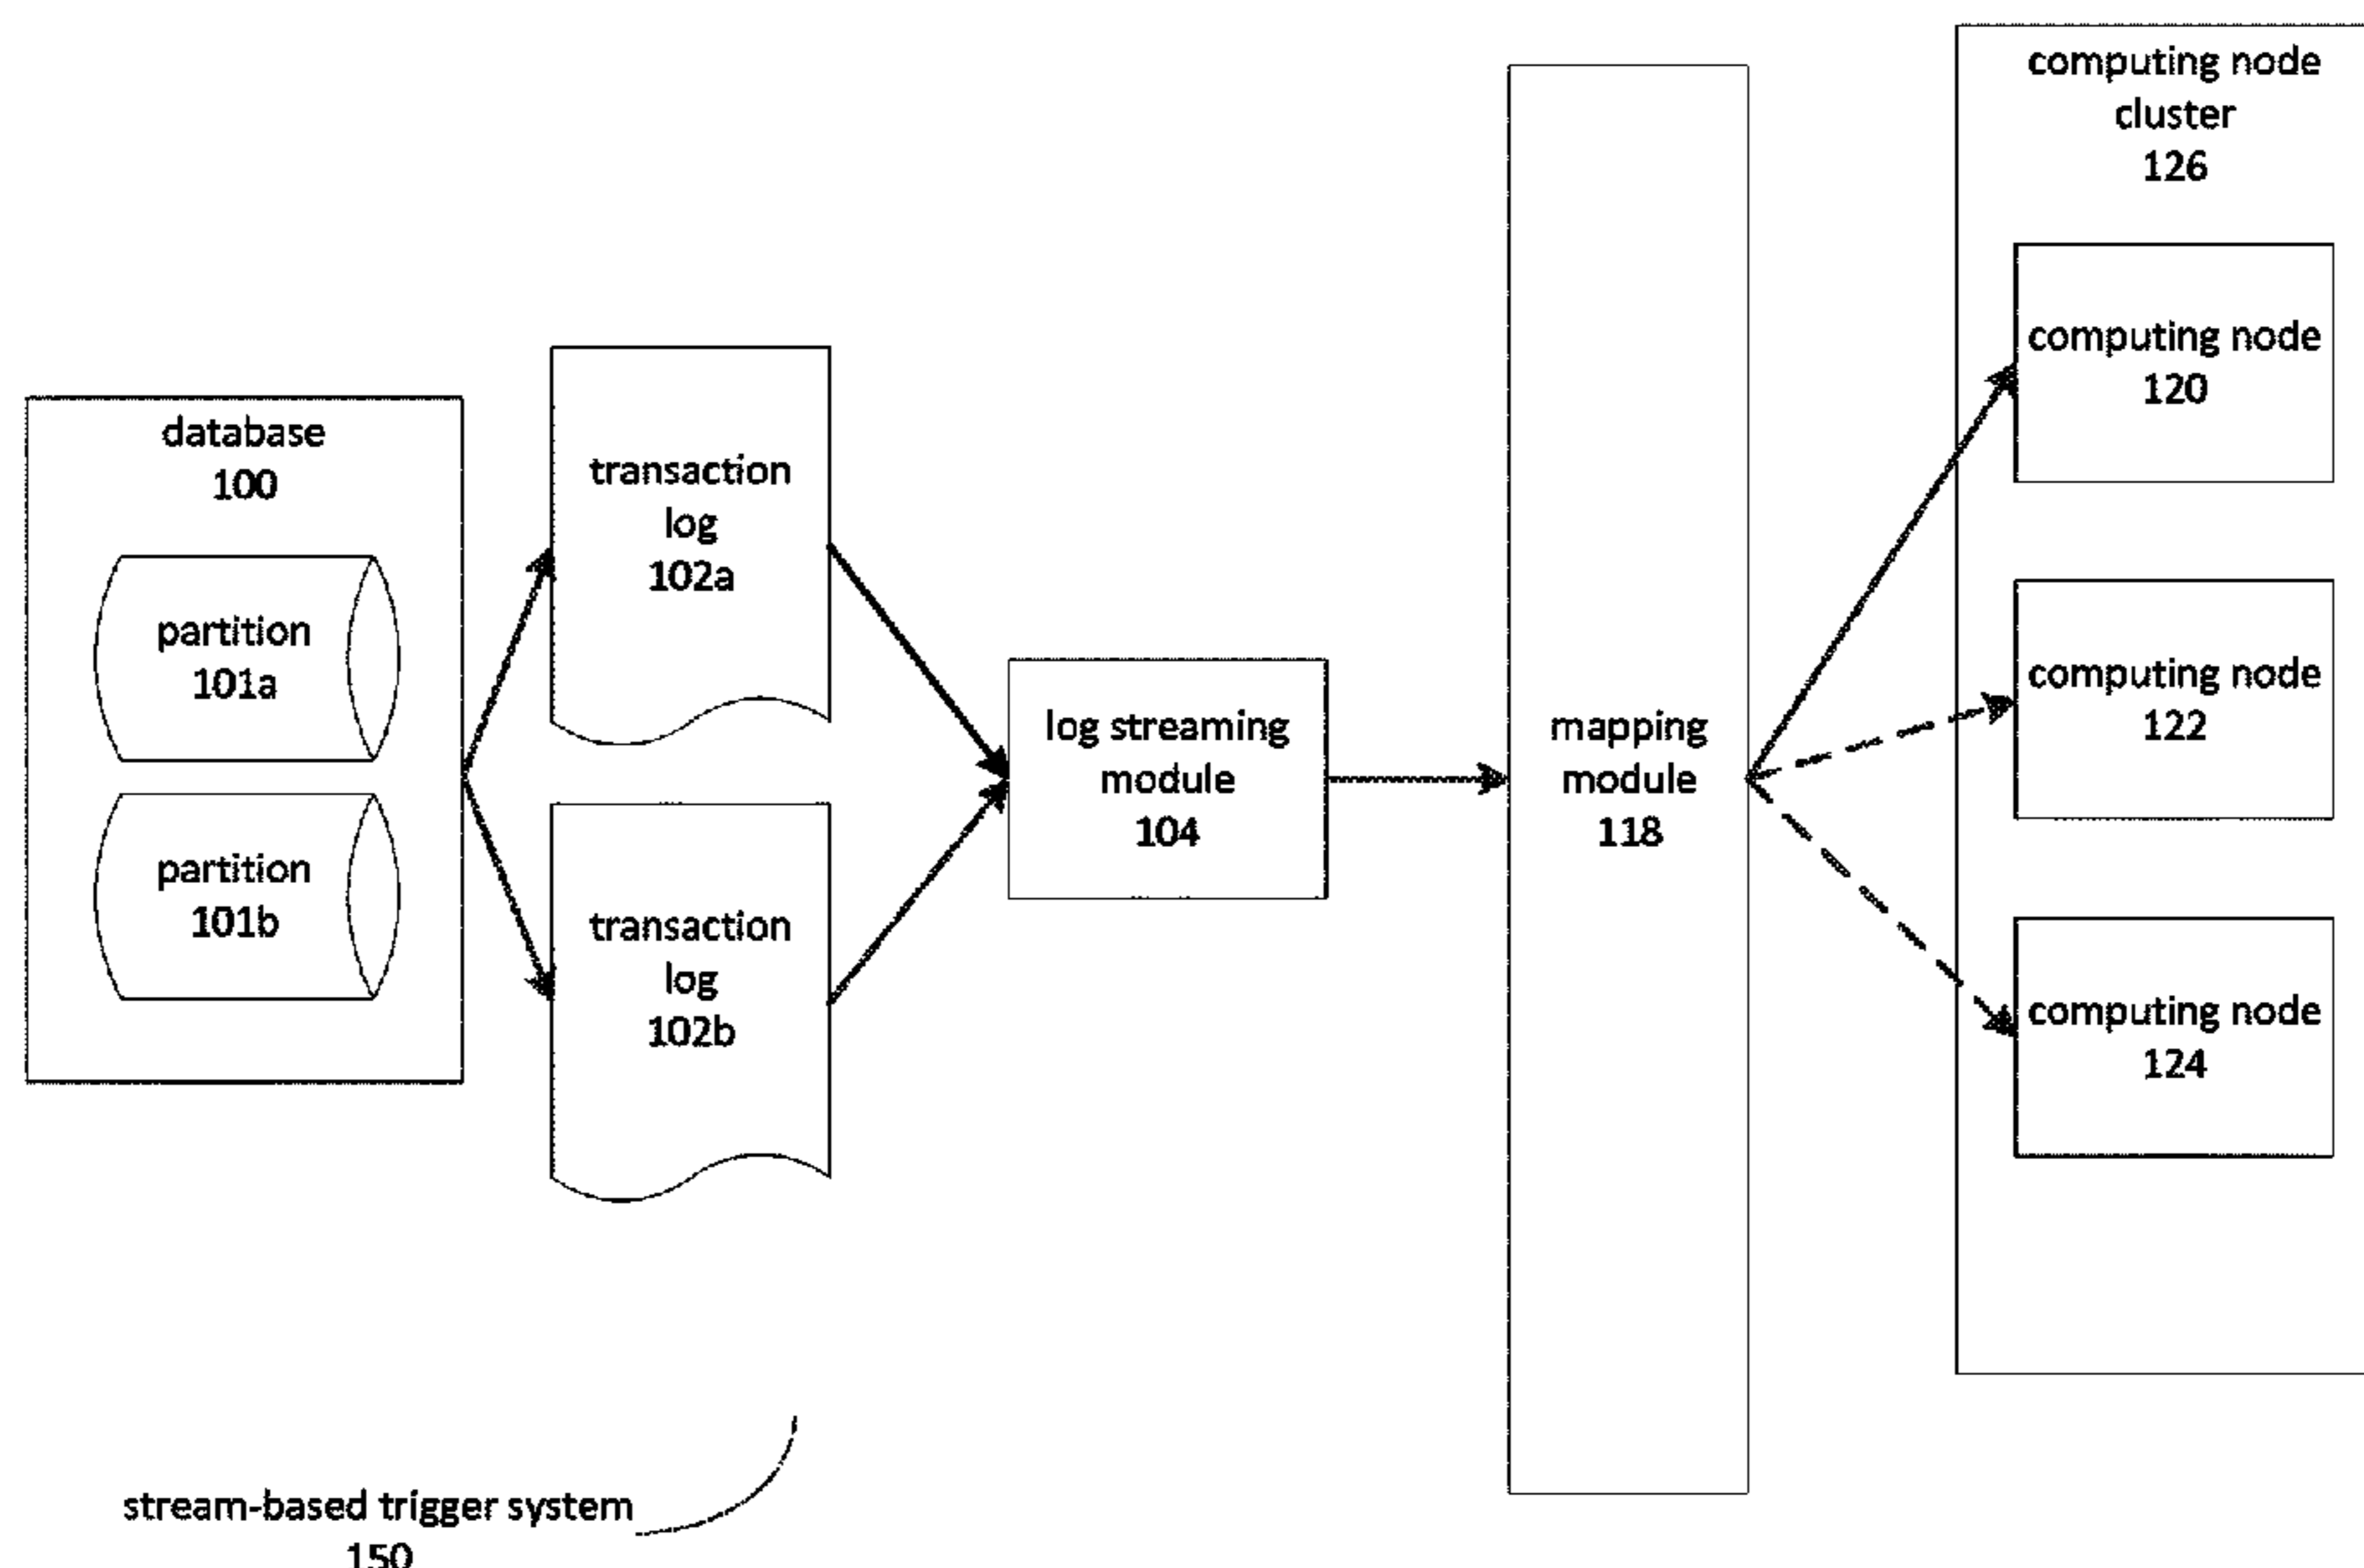 database
100
partition
101a
partition
101b
transaction
log
102a
transaction
log
102b
log streaming
module
104
mapping
module
118
computing node
cluster
126
computing node
120
computing node
122
computing node
124
stream-based trigger system
150